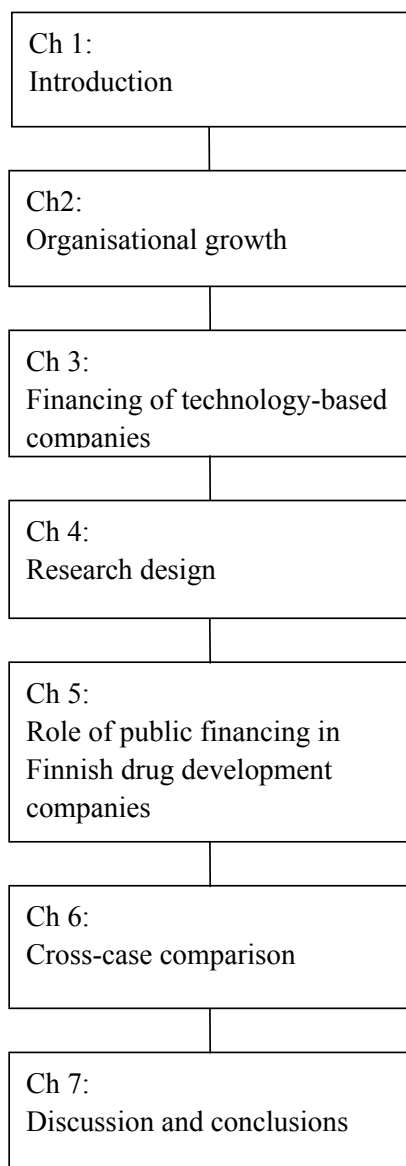 Ch 1:
Introduction
Ch2:
Organisational growth
Ch 3:
Financing of technology-based
companies
Ch 4:
Research design
Ch 5:
Role of public financing in
Finnish drug development
companies
Ch 6:
Cross-case comparison
Ch 7:
Discussion and conclusions